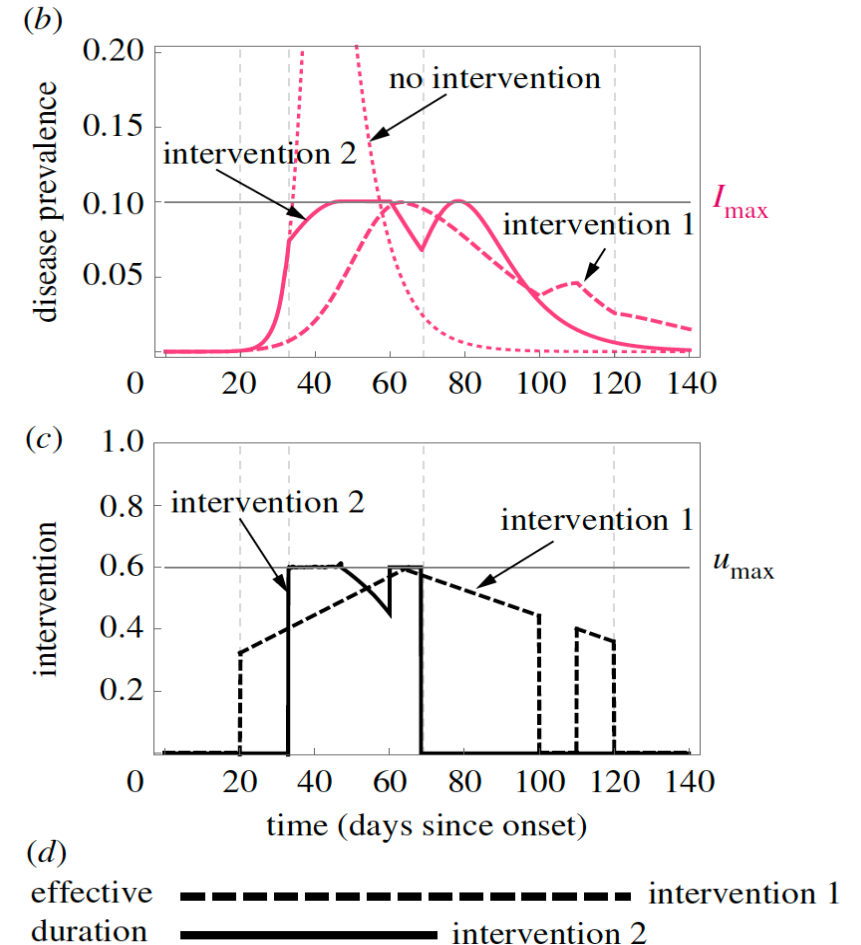 (b)
0.20
no intervention
0.15
intervention 2
0.10
I max
intervention 1
0.05
disease prevalence
0 20 40 60 80 100 120 140
(c)
1.0
intervention 2
0.8
intervention 1
0.6
u max
0.4
0.2
intervention
0 20 40 60 80 100 120 140
time (days since onset)
(d)
effective intervention 1
duration intervention 2